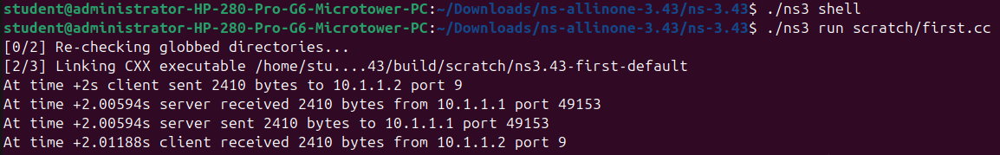 student@administrator-HP-280-Pro-G6-Microtower-PC:~/Downloads/ns-allinone-3.43/ns-3.43$ ./ns3 shell
student@administrator-HP-280-Pro-G6-Microtower-PC:~/Downloads/ns-allinone-3.43/ns-3.43$ ./ns3 run scratch/first.cc
[0/2] Re-checking globbed directories...
[2/3] Linking CXX executable /home/stu....43/build/scratch/ns3.43-first-default
At time +2s client sent 2410 bytes to 10.1.1.2 port 9
At time +2.00594s server received 2410 bytes from 10.1.1.1 port 49153
At time +2.00594s server sent 2410 bytes to 10.1.1.1 port 49153
At time +2.01188s client received 2410 bytes from 10.1.1.2 port 9